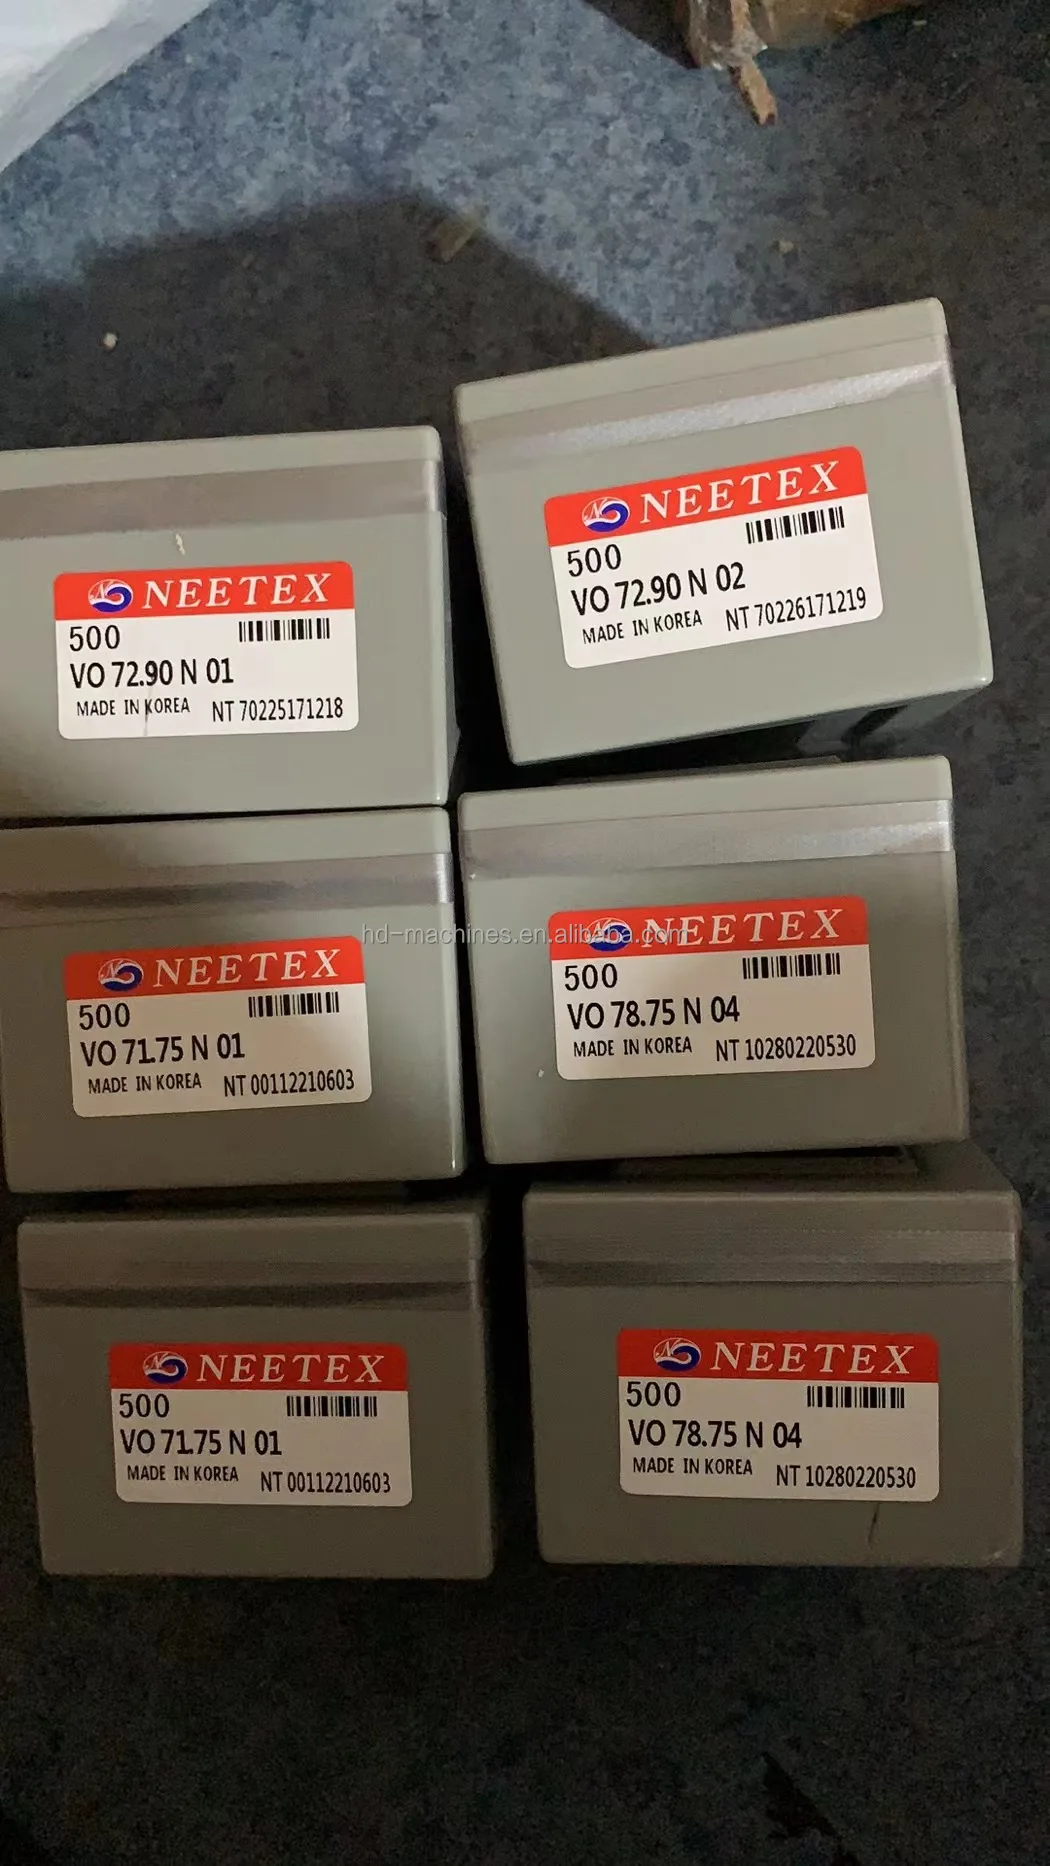 NEETEX
500
VO 72.90 N 01
MADE IN KOREA NT 70225171218
NEETEX
500
VO 72.90 N 02
MADE IN KOREA NT 70226171219
NEETEX
500
VO 71.75 N 01
MADE IN KOREA NT 00112210603
hd-machines.en.alibaba.com
NEETEX
500
VO 78.75 N 04
MADE IN KOREA NT 10280220530
NEETEX
500
VO 71.75 N 01
MADE IN KOREA NT 00112210603
NEETEX
500
VO 78.75 N 04
MADE IN KOREA NT 10280220530